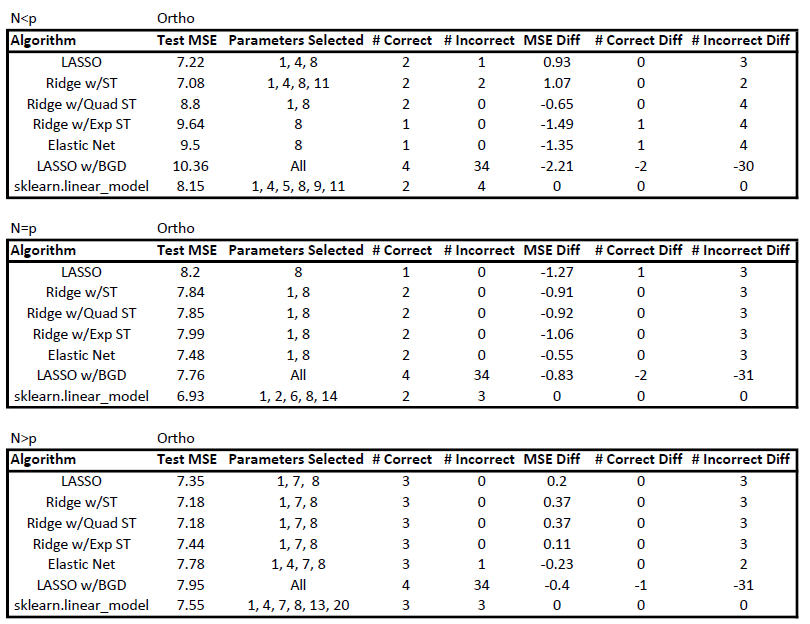 N<p Ortho
Algorithm Test MSE Parameters Selected # Correct # Incorrect MSE Diff # Correct Diff # Incorrect Diff
LASSO 7.22 1, 4, 8 2 1 0.93 0 3
Ridge w/ST 7.08 1, 4, 8, 11 2 2 1.07 0 2
Ridge w/Quad ST 8.8 1, 8 2 0 -0.65 0 4
Ridge w/Exp ST 9.64 8 1 0 -1.49 1 4
Elastic Net 9.5 8 1 0 -1.35 1 4
LASSO w/BGD 10.36 All 4 34 -2.21 -2 -30
sklearn.linear_model 8.15 1, 4, 5, 8, 9, 11 2 4 0 0 0
N=p Ortho
Algorithm Test MSE Parameters Selected # Correct # Incorrect MSE Diff # Correct Diff # Incorrect Diff
LASSO 8.2 8 1 0 -1.27 1 3
Ridge w/ST 7.84 1, 8 2 0 -0.91 0 3
Ridge w/Quad ST 7.85 1, 8 2 0 -0.92 0 3
Ridge w/Exp ST 7.99 1, 8 2 0 -1.06 0 3
Elastic Net 7.48 1, 8 2 0 -0.55 0 3
LASSO w/BGD 7.76 All 4 34 -0.83 -2 -31
sklearn.linear_model 6.93 1, 2, 6, 8, 14 2 3 0 0 0
N>p Ortho
Algorithm Test MSE Parameters Selected # Correct # Incorrect MSE Diff # Correct Diff # Incorrect Diff
LASSO 7.35 1, 7, 8 3 0 0.2 0 3
Ridge w/ST 7.18 1, 7, 8 3 0 0.37 0 3
Ridge w/Quad ST 7.18 1, 7, 8 3 0 0.37 0 3
Ridge w/Exp ST 7.44 1, 7, 8 3 0 0.11 0 3
Elastic Net 7.78 1, 4, 7, 8 3 1 -0.23 0 2
LASSO w/BGD 7.95 All 4 34 -0.4 -1 -31
sklearn.linear_model 7.55 1, 4, 7, 8, 13, 20 3 3 0 0 0